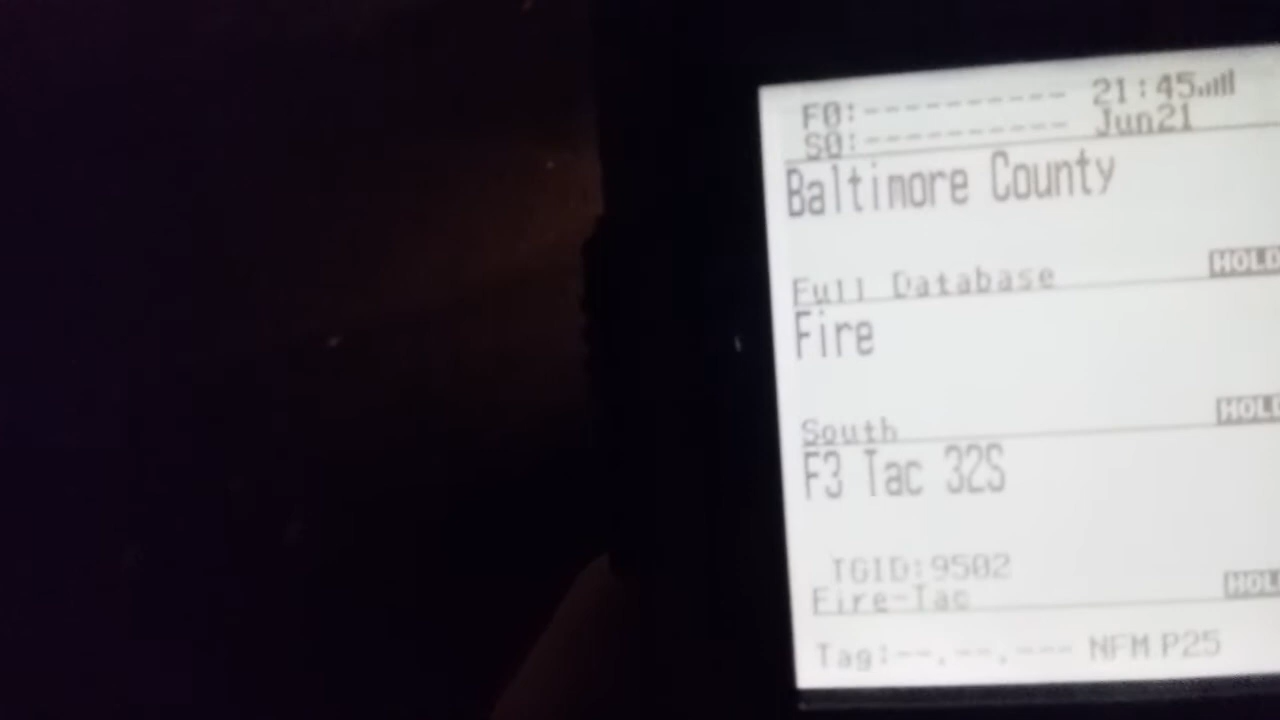 F0:---------- 21:45
S0:---------- Jun21
Baltimore County
Full Database HOLD
Fire
South HOLD
F3 Tac 32S
TGID:9502
Fire-Tac HOLD
Tag:--.--.--- NFM P25